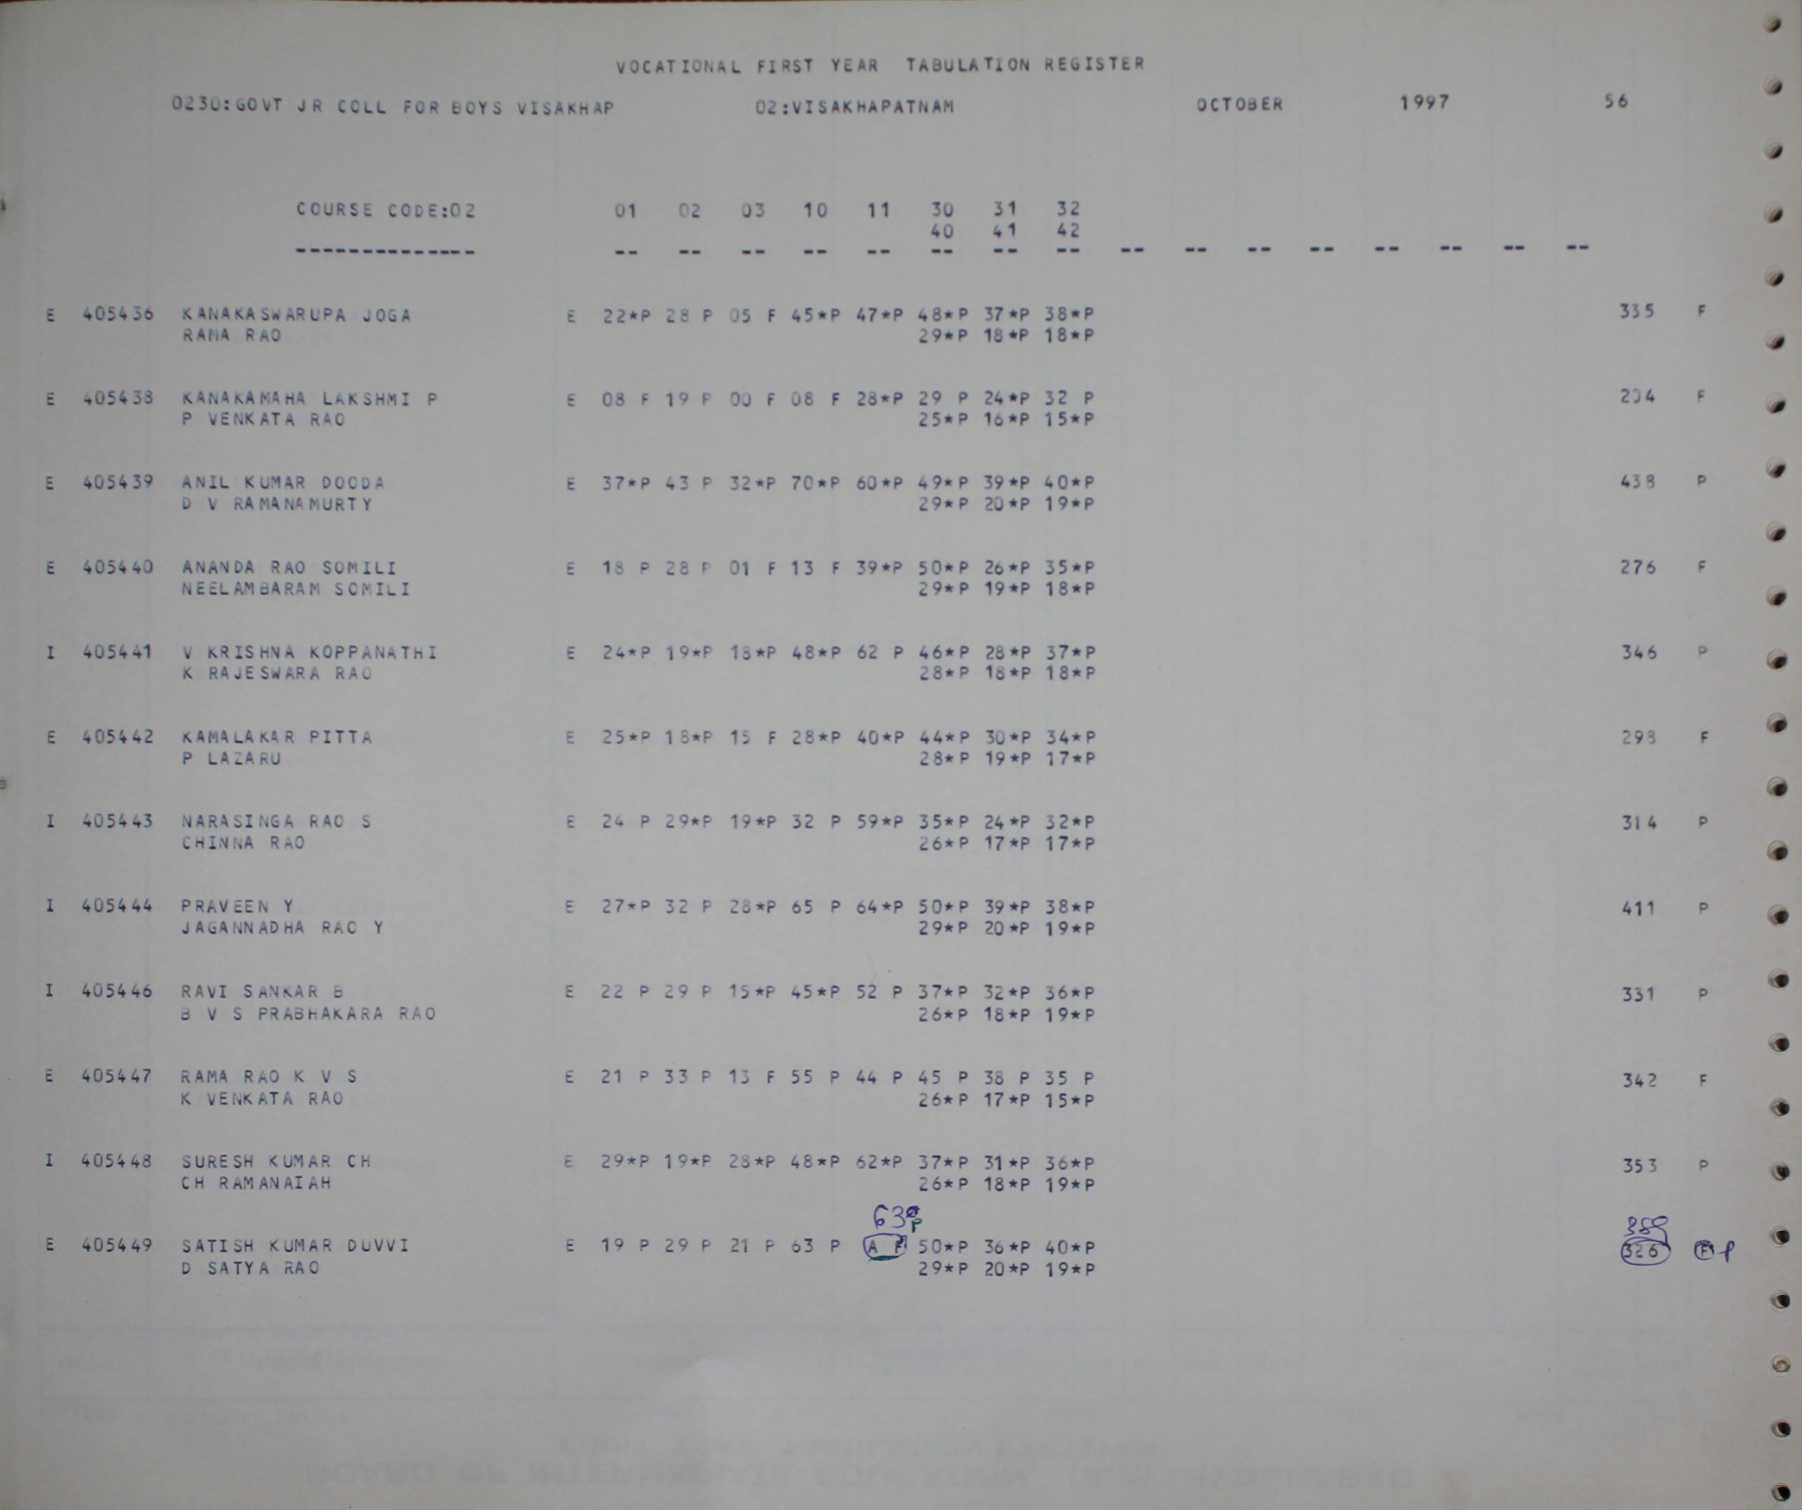 VOCATIONAL FIRST YEAR TABULATION REGISTER
0230:GOVT JR COLL FOR BOYS VISAKHAP 02:VISAKHAPATNAM OCTOBER 1997 56
COURSE CODE:02 01 02 03 10 11 30 31 32
40 41 42
-------------- -- -- -- -- -- -- -- -- -- -- -- -- -- -- -- --
E 405436 KANAKASWARUPA JOGA E 22*P 28 P 05 F 45*P 47*P 48*P 37*P 38*P 335 F
RAMA RAO 29*P 18*P 18*P
E 405438 KANAKAMAHA LAKSHMI P E 08 F 19 P 00 F 08 F 28*P 29 P 24*P 32 P 204 F
P VENKATA RAO 25*P 16*P 15*P
E 405439 ANIL KUMAR DOODA E 37*P 43 P 32*P 70*P 60*P 49*P 39*P 40*P 438 P
D V RAMANAMURTY 29*P 20*P 19*P
E 405440 ANANDA RAO SOMILI E 18 P 28 P 01 F 13 F 39*P 50*P 26*P 35*P 276 F
NEELAMBARAM SOMILI 29*P 19*P 18*P
I 405441 V KRISHNA KOPPANATHI E 24*P 19*P 18*P 48*P 62 P 46*P 28*P 37*P 346 P
K RAJESWARA RAO 28*P 18*P 18*P
E 405442 KAMALAKAR PITTA E 25*P 18*P 15 F 28*P 40*P 44*P 30*P 34*P 298 F
P LAZARU 28*P 19*P 17*P
I 405443 NARASINGA RAO S E 24 P 29*P 19*P 32 P 59*P 35*P 24*P 32*P 314 P
CHINNA RAO 26*P 17*P 17*P
I 405444 PRAVEEN Y E 27*P 32 P 28*P 65 P 64*P 50*P 39*P 38*P 411 P
JAGANNADHA RAO Y 29*P 20*P 19*P
I 405446 RAVI SANKAR B E 22 P 29 P 15*P 45*P 52 P 37*P 32*P 36*P 331 P
B V S PRABHAKARA RAO 26*P 18*P 19*P
E 405447 RAMA RAO K V S E 21 P 33 P 13 F 55 P 44 P 45 P 38 P 35 P 342 F
K VENKATA RAO 26*P 17*P 15*P
I 405448 SURESH KUMAR CH E 29*P 19*P 28*P 48*P 62*P 37*P 31*P 36*P 353 P
CH RAMANAIAH 26*P 18*P 19*P
63 P 389
E 405449 SATISH KUMAR DUVVI E 19 P 29 P 21 P 63 P A F 50*P 36*P 40*P 326 F P
D SATYA RAO 29*P 20*P 19*P